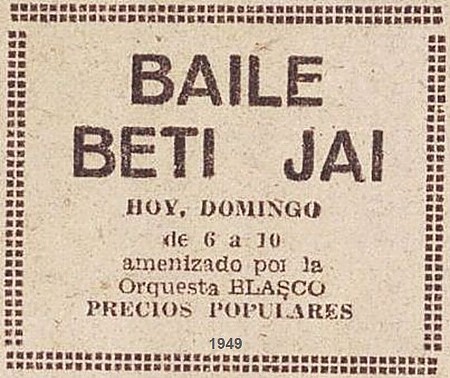 BAILE
BETI JAI
HOY, DOMINGO
de 6 a 10
amenizado por la
Orquesta BLASCO
PRECIOS POPULARES
1949